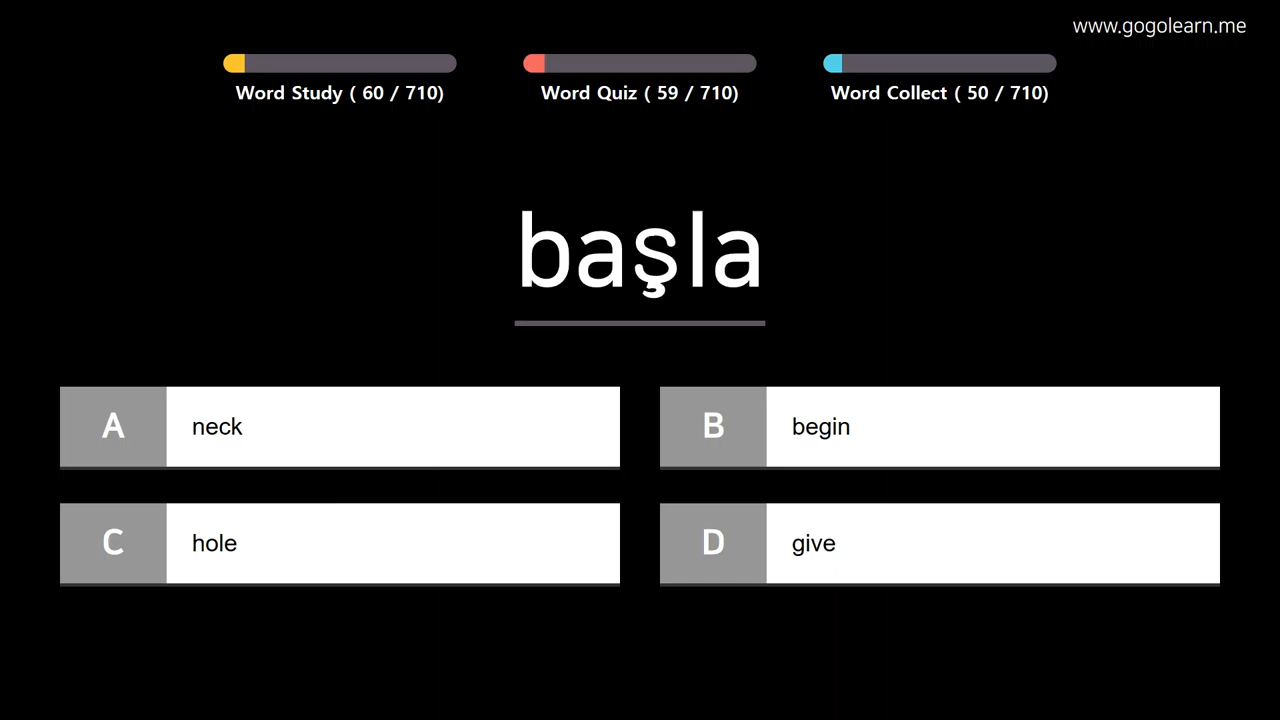 www.gogolearn.me
Word Study ( 60 / 710)
Word Quiz ( 59 / 710)
Word Collect ( 50 / 710)
başla
A neck
B begin
C hole
D give